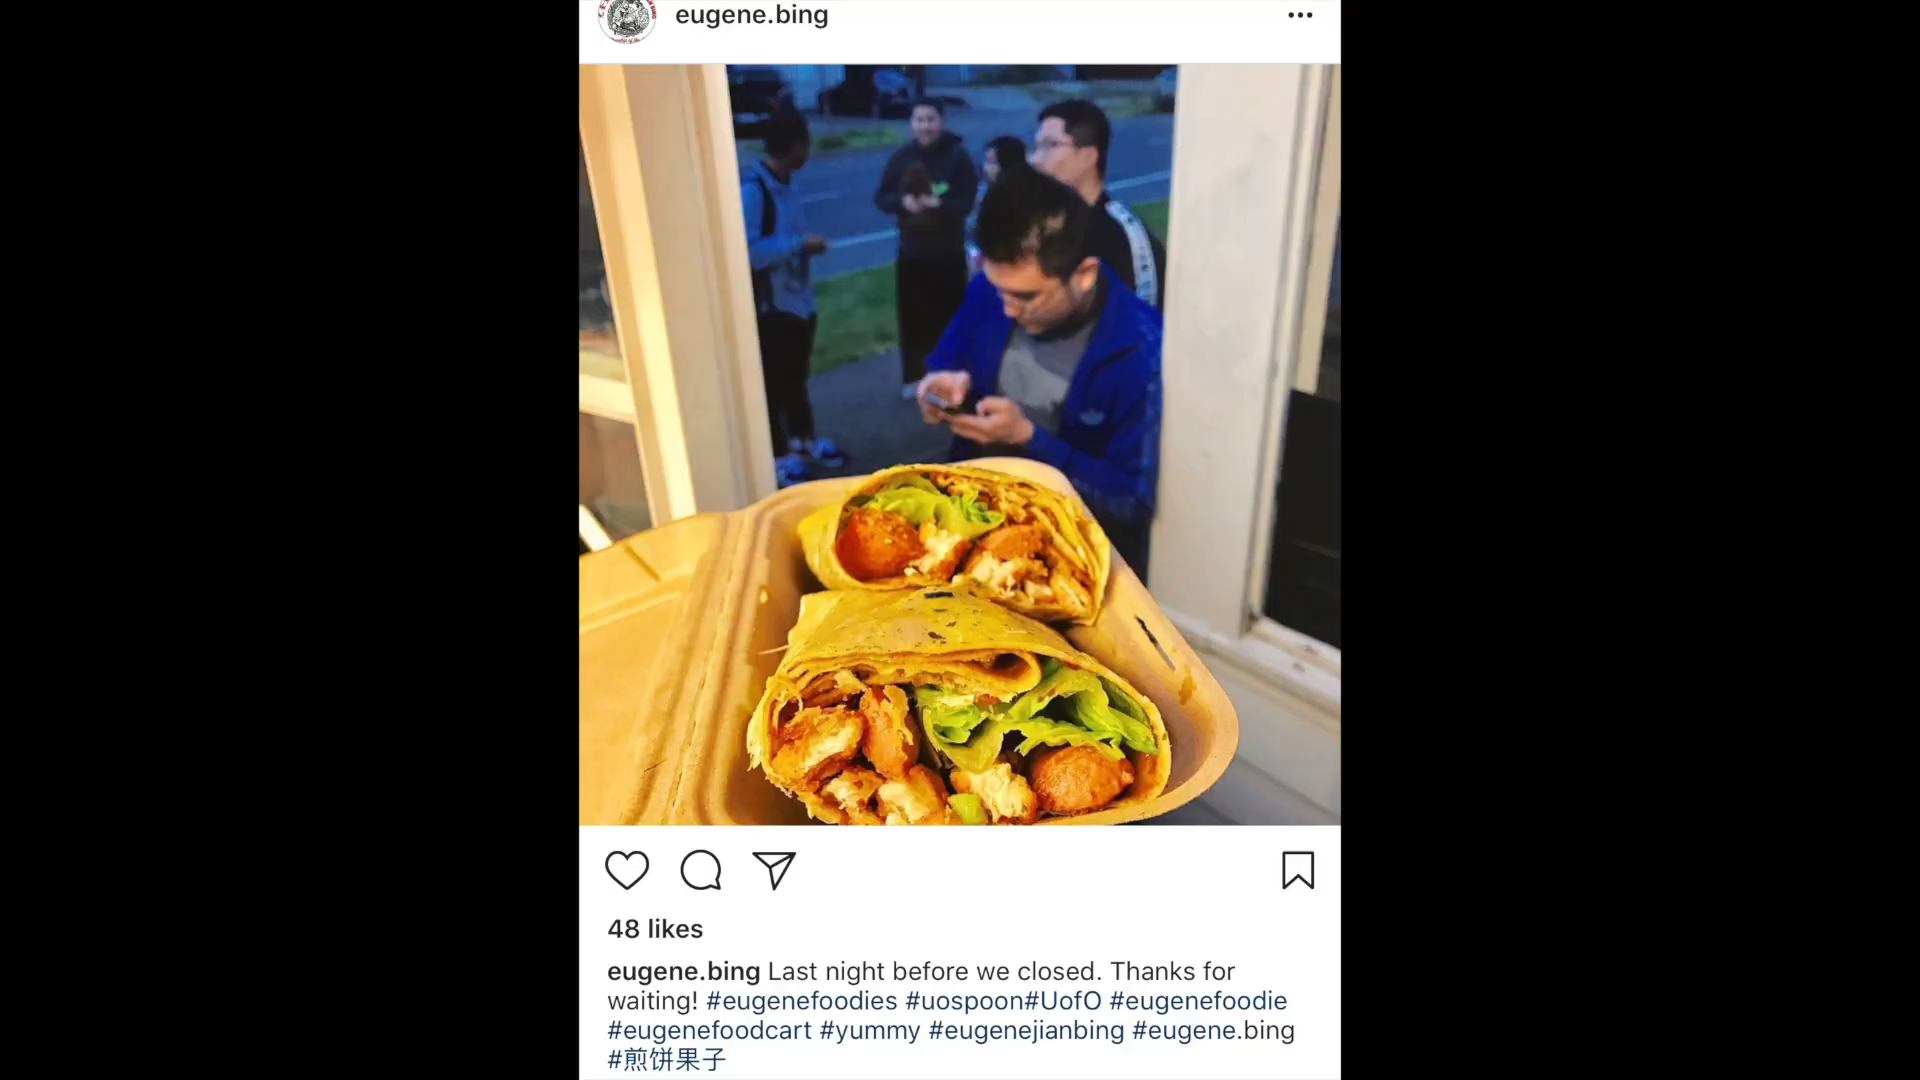 eugene.bing
48 likes
eugene.bing Last night before we closed. Thanks for
waiting! #eugenefoodies #uospoon#UofO #eugenefoodie
#eugenefoodcart #yummy #eugenejianbing #eugene.bing
#煎饼果子